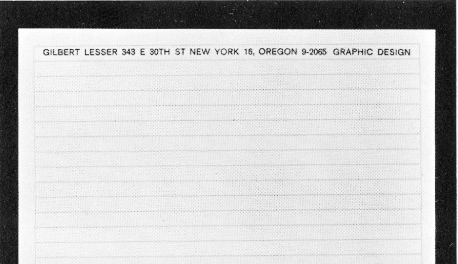 GILBERT LESSER 343 E 30TH ST NEW YORK 16, OREGON 9-2065 GRAPHIC DESIGN